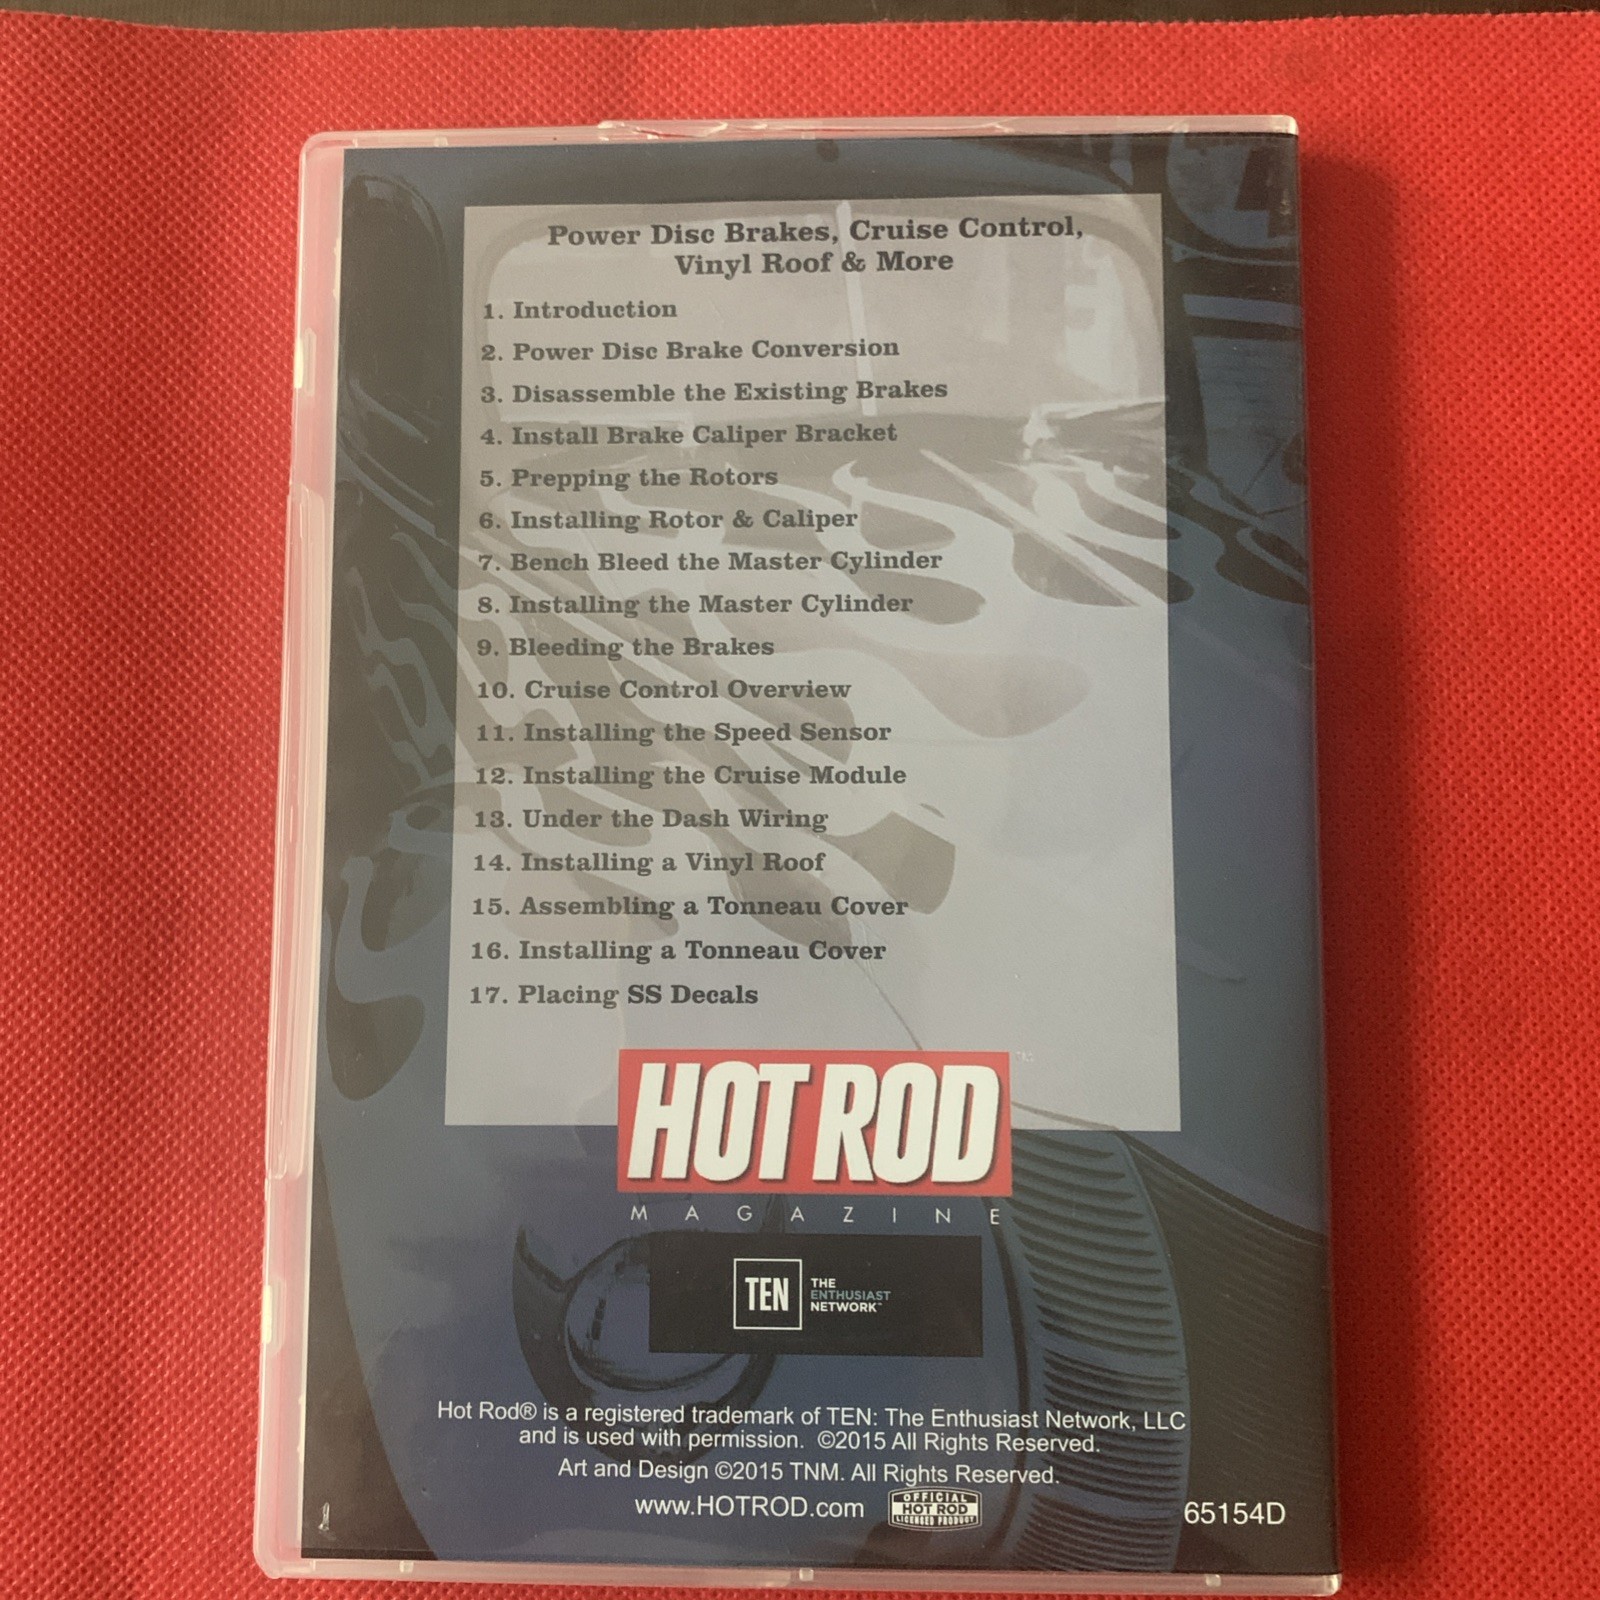 Power Disc Brakes, Cruise Control,
Vinyl Roof & More
1. Introduction
2. Power Disc Brake Conversion
3. Disassemble the Existing Brakes
4. Install Brake Caliper Bracket
5. Prepping the Rotors
6. Installing Rotor & Caliper
7. Bench Bleed the Master Cylinder
8. Installing the Master Cylinder
9. Bleeding the Brakes
10. Cruise Control Overview
11. Installing the Speed Sensor
12. Installing the Cruise Module
13. Under the Dash Wiring
14. Installing a Vinyl Roof
15. Assembling a Tonneau Cover
16. Installing a Tonneau Cover
17. Placing SS Decals
HOT ROD™
MAGAZINE
TEN
THE
ENTHUSIAST
NETWORK™
Hot Rod® is a registered trademark of TEN: The Enthusiast Network, LLC
and is used with permission. ©2015 All Rights Reserved.
Art and Design ©2015 TNM. All Rights Reserved.
www.HOTROD.com
OFFICIAL
HOT ROD
LICENSED PRODUCT
65154D